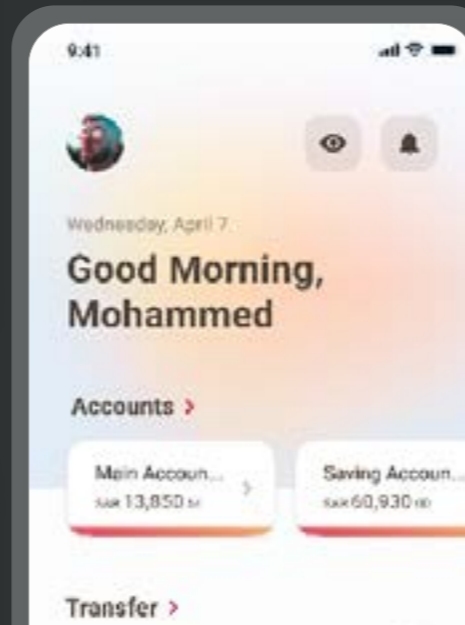 9:41
Wednesday, April 7
Good Morning,
Mohammed
Accounts
Main Accoun... Saving Accoun...
SAR 13,850 SAR 60,930
Transfer